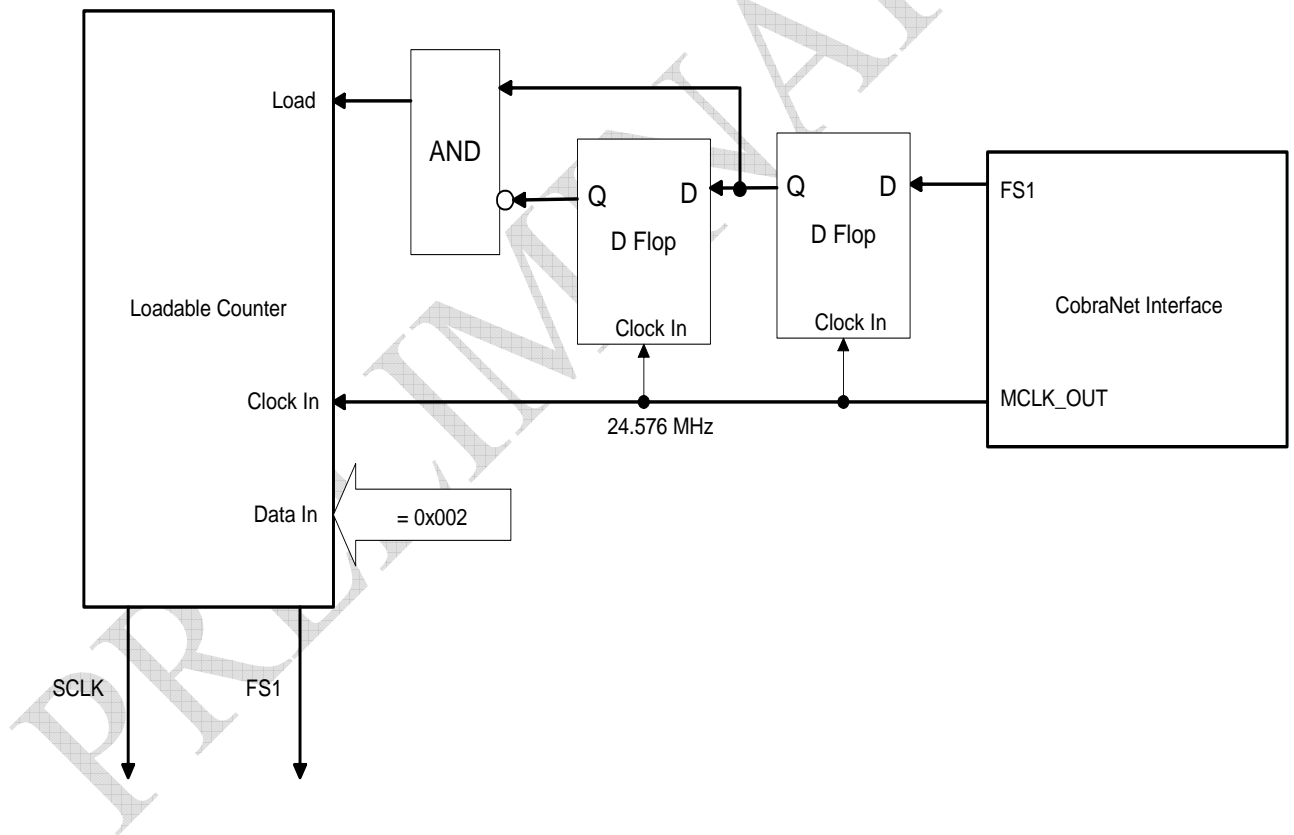 Load
AND
Q
D
D Flop
Clock In
Q
D
D Flop
Clock In
FS1
CobraNet Interface
MCLK_OUT
Loadable Counter
Clock In
24.576 MHz
Data In
= 0x002
SCLK
FS1
PRELIMINAR